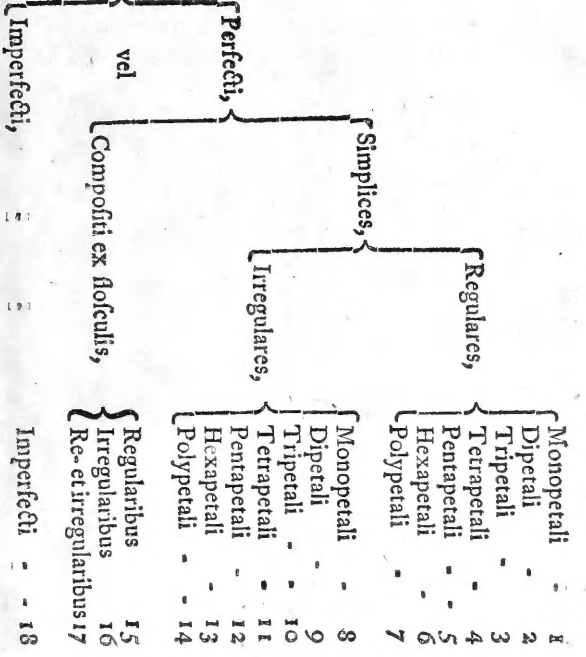 Perfecti,
vel
Imperfecti,
Simplices,
Compoſiti ex floſculis,
Regulares,
Irregulares,
Monopetali - 1
Dipetali - 2
Tripetali - 3
Tetrapetali - 4
Pentapetali - - 5
Hexapetali - 6
Polypetali - 7
Monopetali - 8
Dipetali - 9
Tripetali - - 10
Tetrapetali - 11
Pentapetali - 12
Hexapetali - 13
Polypetali - - 14
Regularibus 15
Irregularibus 16
Re- et irregularibus 17
Imperfecti - - 18